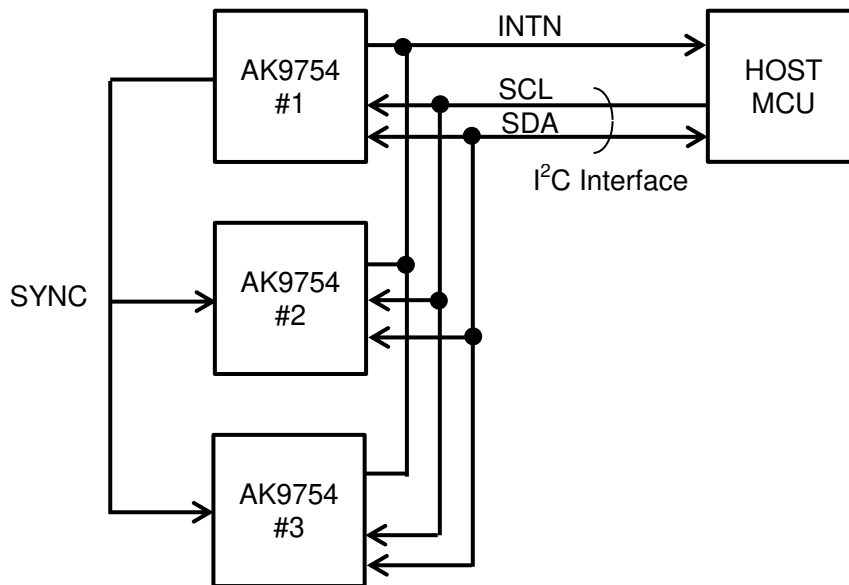 AK9754
#1
INTN
SCL
SDA
I²C Interface
HOST
MCU
SYNC
AK9754
#2
AK9754
#3